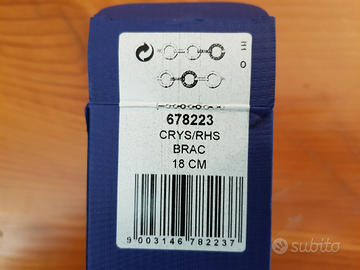 678223
CRYS/RHS
BRAC
18 CM
9 003146 782237
subito